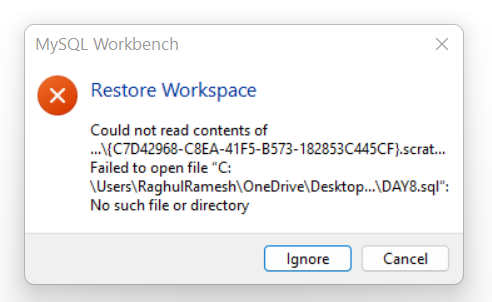 MySQL Workbench
Restore Workspace
Could not read contents of
...\{C7D42968-C8EA-41F5-B573-182853C445CF}.scrat...
Failed to open file "C:
\Users\RaghulRamesh\OneDrive\Desktop...\DAY8.sql":
No such file or directory
Ignore
Cancel